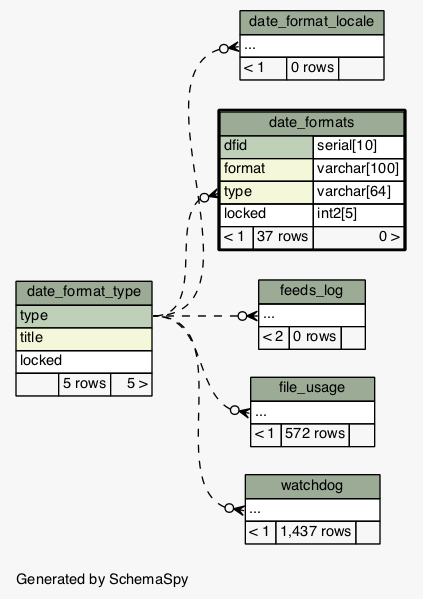 date_format_locale
...
< 1 0 rows
date_formats
dfid serial[10]
format varchar[100]
type varchar[64]
locked int2[5]
< 1 37 rows 0 >
date_format_type
type
title
locked
5 rows 5 >
feeds_log
...
< 2 0 rows
file_usage
...
< 1 572 rows
watchdog
...
< 1 1,437 rows
Generated by SchemaSpy